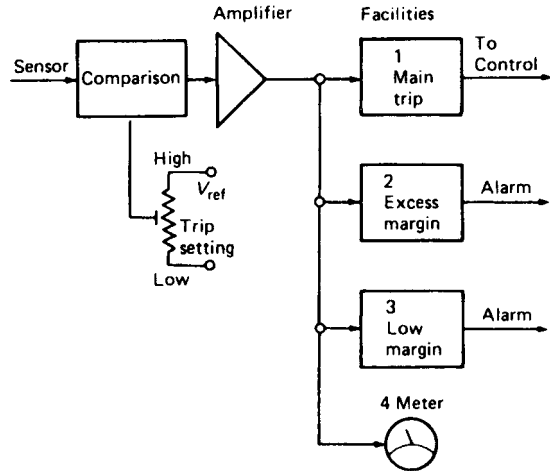 Amplifier
Facilities
Sensor
Comparison
1
Main
trip
To
Control
High
V ref
Trip
setting
Low
2
Excess
margin
Alarm
3
Low
margin
Alarm
4 Meter